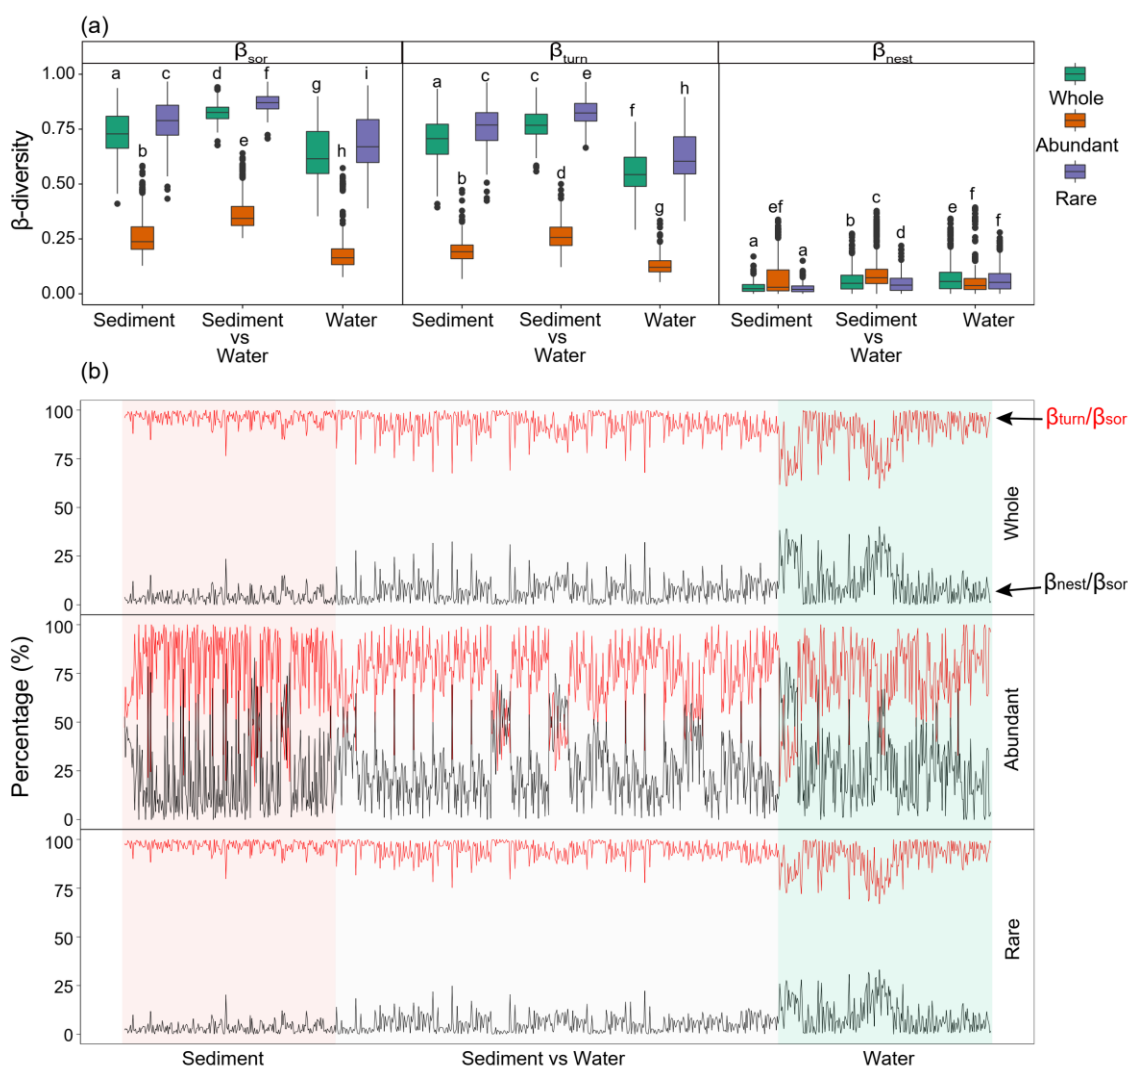 (a)
βsor βturn βnest
1.00
0.75
0.50
0.25
0.00
β-diversity
a b c d e f g h i
a b c c d e f g h
a ef a b c d e f f
Whole
Abundant
Rare
Sediment Sediment vs Water Water
Sediment Sediment vs Water Water
Sediment Sediment vs Water Water
(b)
100
75
50
25
0
βturn/βsor
βnest/βsor
Whole
100
75
50
25
0
Percentage (%)
Abundant
100
75
50
25
0
Rare
Sediment Sediment vs Water Water